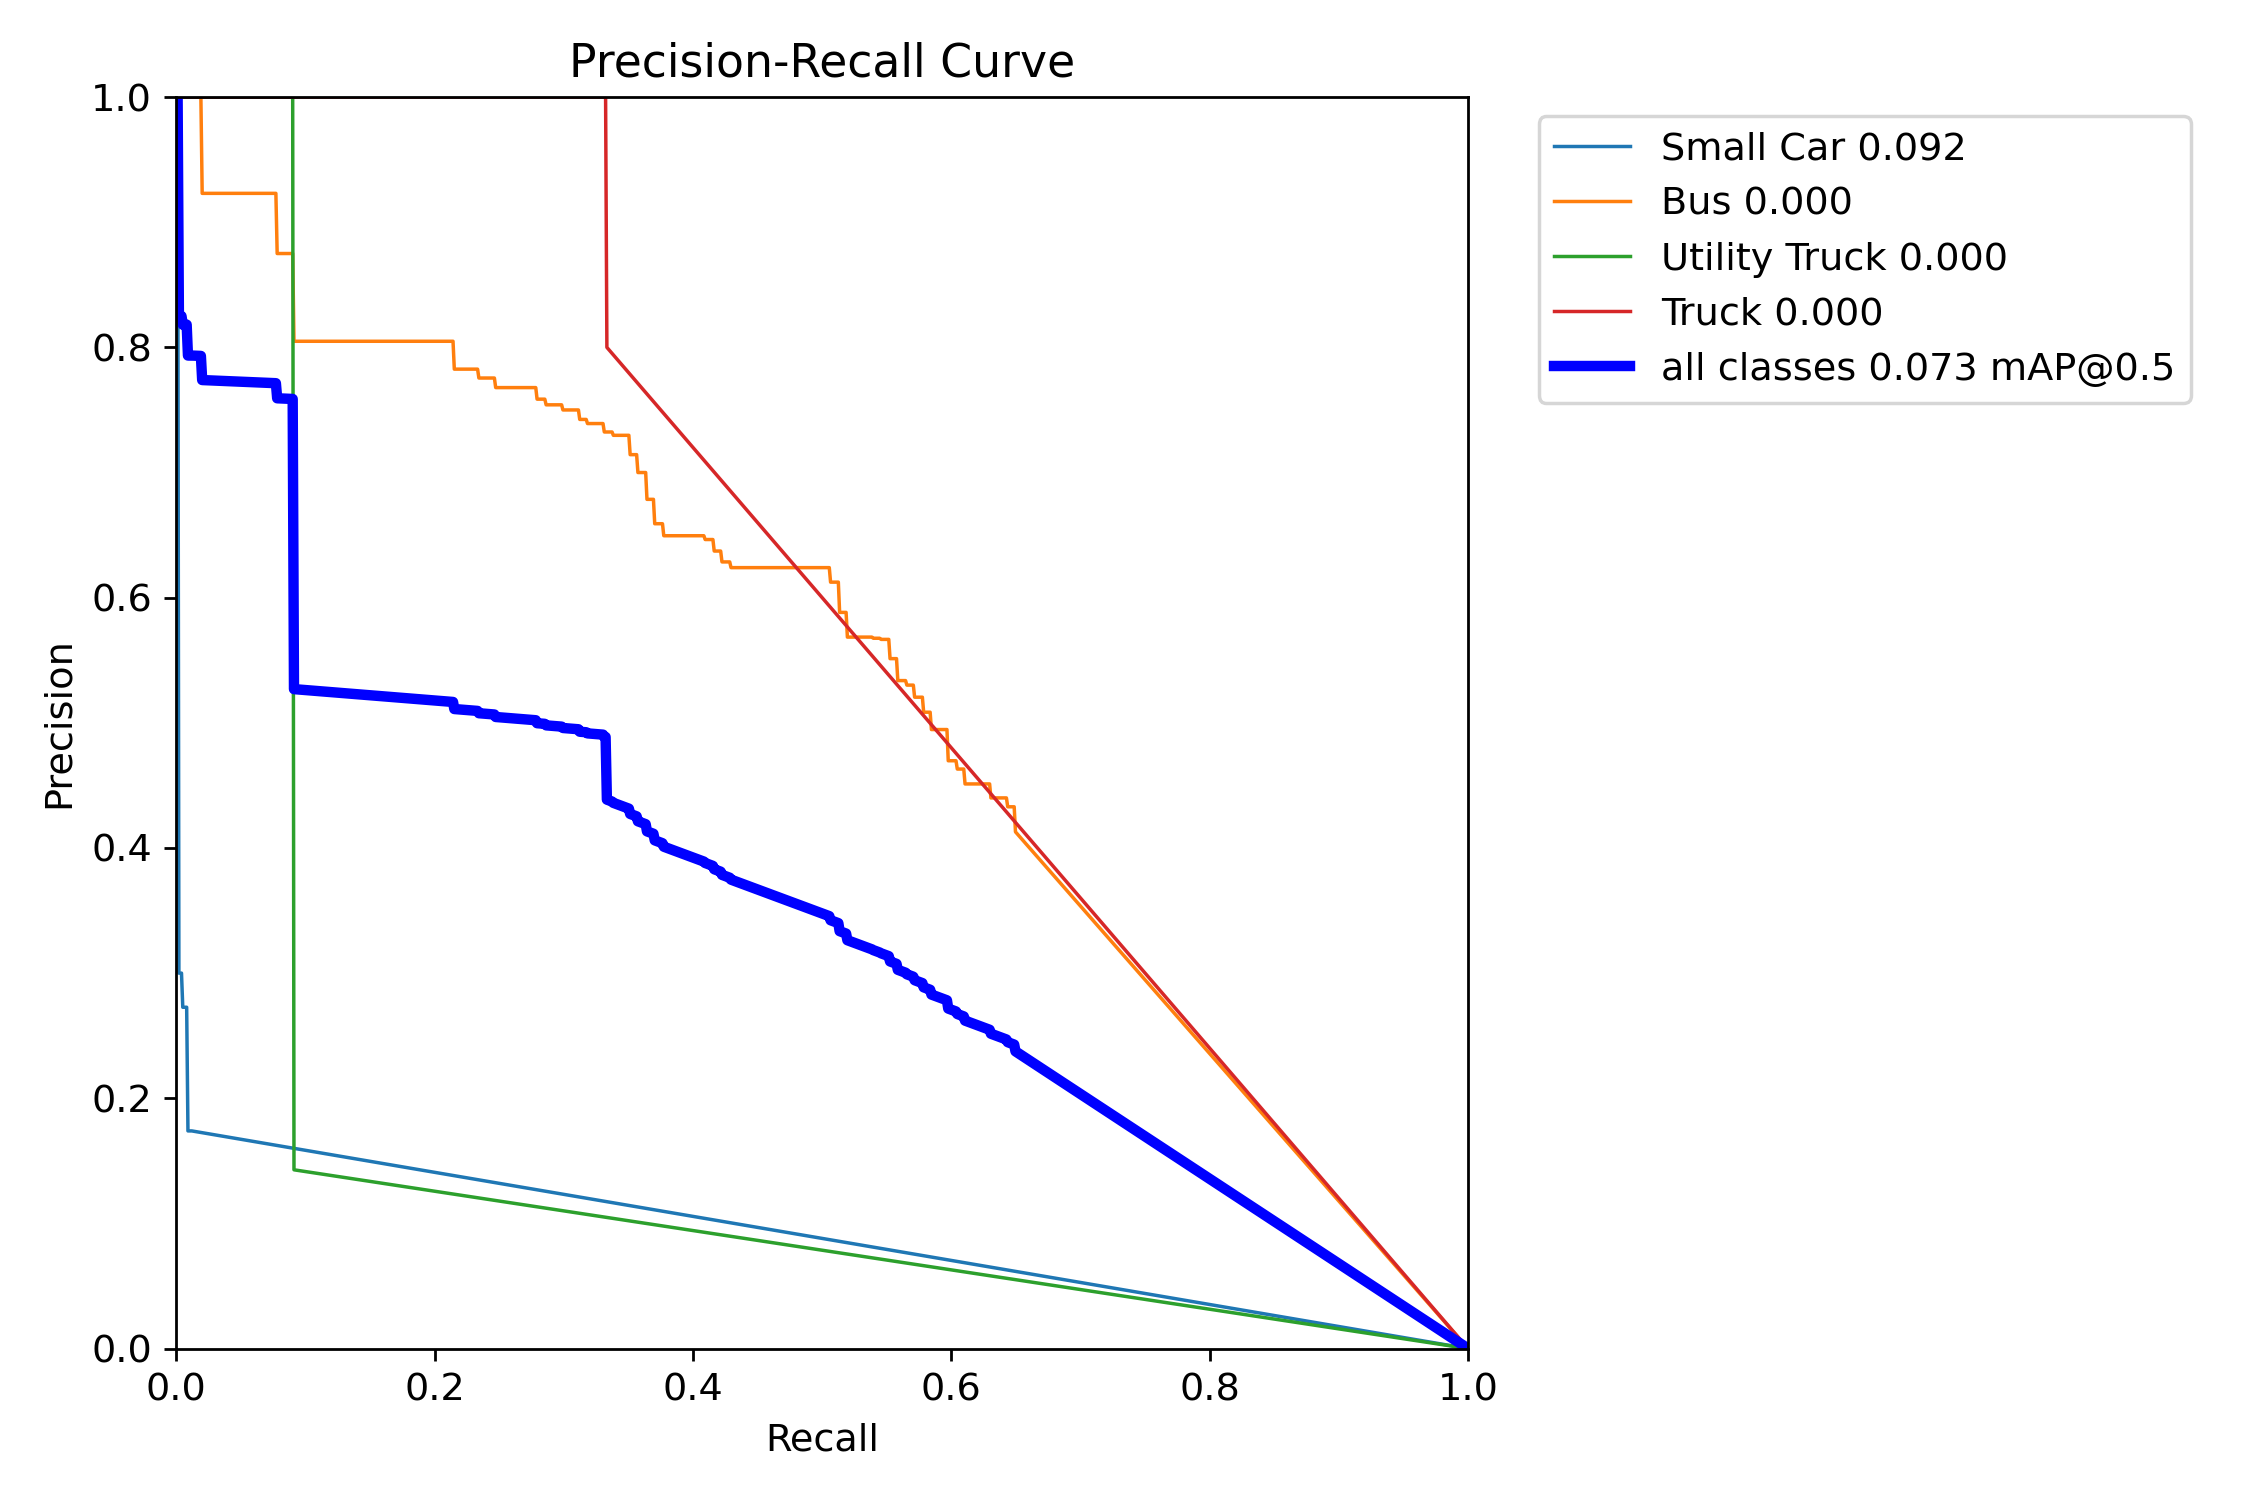 Precision-Recall Curve
1.0
0.8
0.6
0.4
0.2
0.0
Precision
0.0 0.2 0.4 0.6 0.8 1.0
Recall
Small Car 0.092
Bus 0.000
Utility Truck 0.000
Truck 0.000
all classes 0.073 mAP@0.5